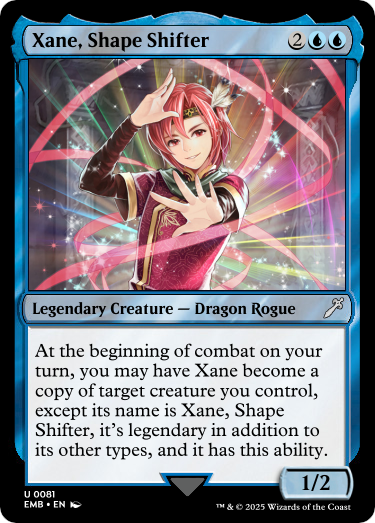 Xane, Shape Shifter 2
Legendary Creature — Dragon Rogue
At the beginning of combat on your
turn, you may have Xane become a
copy of target creature you control,
except its name is Xane, Shape
Shifter, it's legendary in addition to
its other types, and it has this ability.
1/2
U 0081
EMB • EN
™ & © 2025 Wizards of the Coast